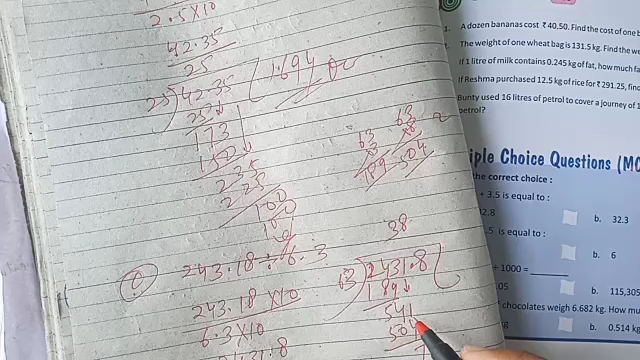 2.5×10
42.35
25
25)42.35(1.694
25↓
173
150↓
235
225
100
63
×3
189
63
×8
504
38
243.18÷6.3
243.18×10
6.3×10
63)2431.8(
189↓
541
504
A dozen bananas cost ₹40.50. Find the cost of one b
The weight of one wheat bag is 131.5 kg. Find the we
If 1 litre of milk contains 0.245 kg of fat, how much fa
If Reshma purchased 12.5 kg of rice for ₹291.25, find
Bunty used 16 litres of petrol to cover a journey of 1
petrol?
iple Choice Questions (MC
the correct choice :
+ 3.5 is equal to :
2.8
b. 32.3
.5 is equal to :
b. 6
÷ 1000 =
05
b. 115,305
chocolates weigh 6.682 kg. How mu
b. 0.514 kg